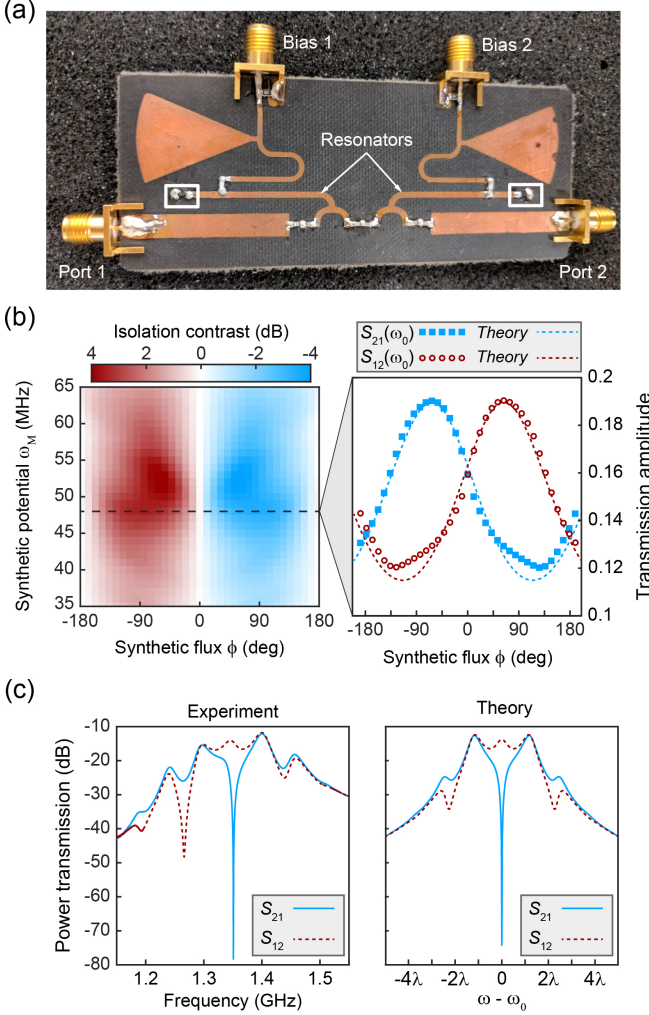 (a)
Bias 1
Bias 2
Resonators
Port 1
Port 2
(b)
Isolation contrast (dB)
4 2 0 -2 -4
Synthetic potential ω_M (MHz)
65
60
55
50
45
40
35
-180 -90 0 90 180
Synthetic flux ϕ (deg)
S₂₁(ω₀) Theory
S₁₂(ω₀) Theory
0.2
0.18
0.16
0.14
0.12
0.1
Transmission amplitude
-180 -90 0 90 180
Synthetic flux ϕ (deg)
(c)
Experiment
Power transmission (dB)
-10
-20
-30
-40
-50
-60
-70
-80
S₂₁
S₁₂
1.2 1.3 1.4 1.5
Frequency (GHz)
Theory
S₂₁
S₁₂
-4λ -2λ 0 2λ 4λ
ω - ω₀